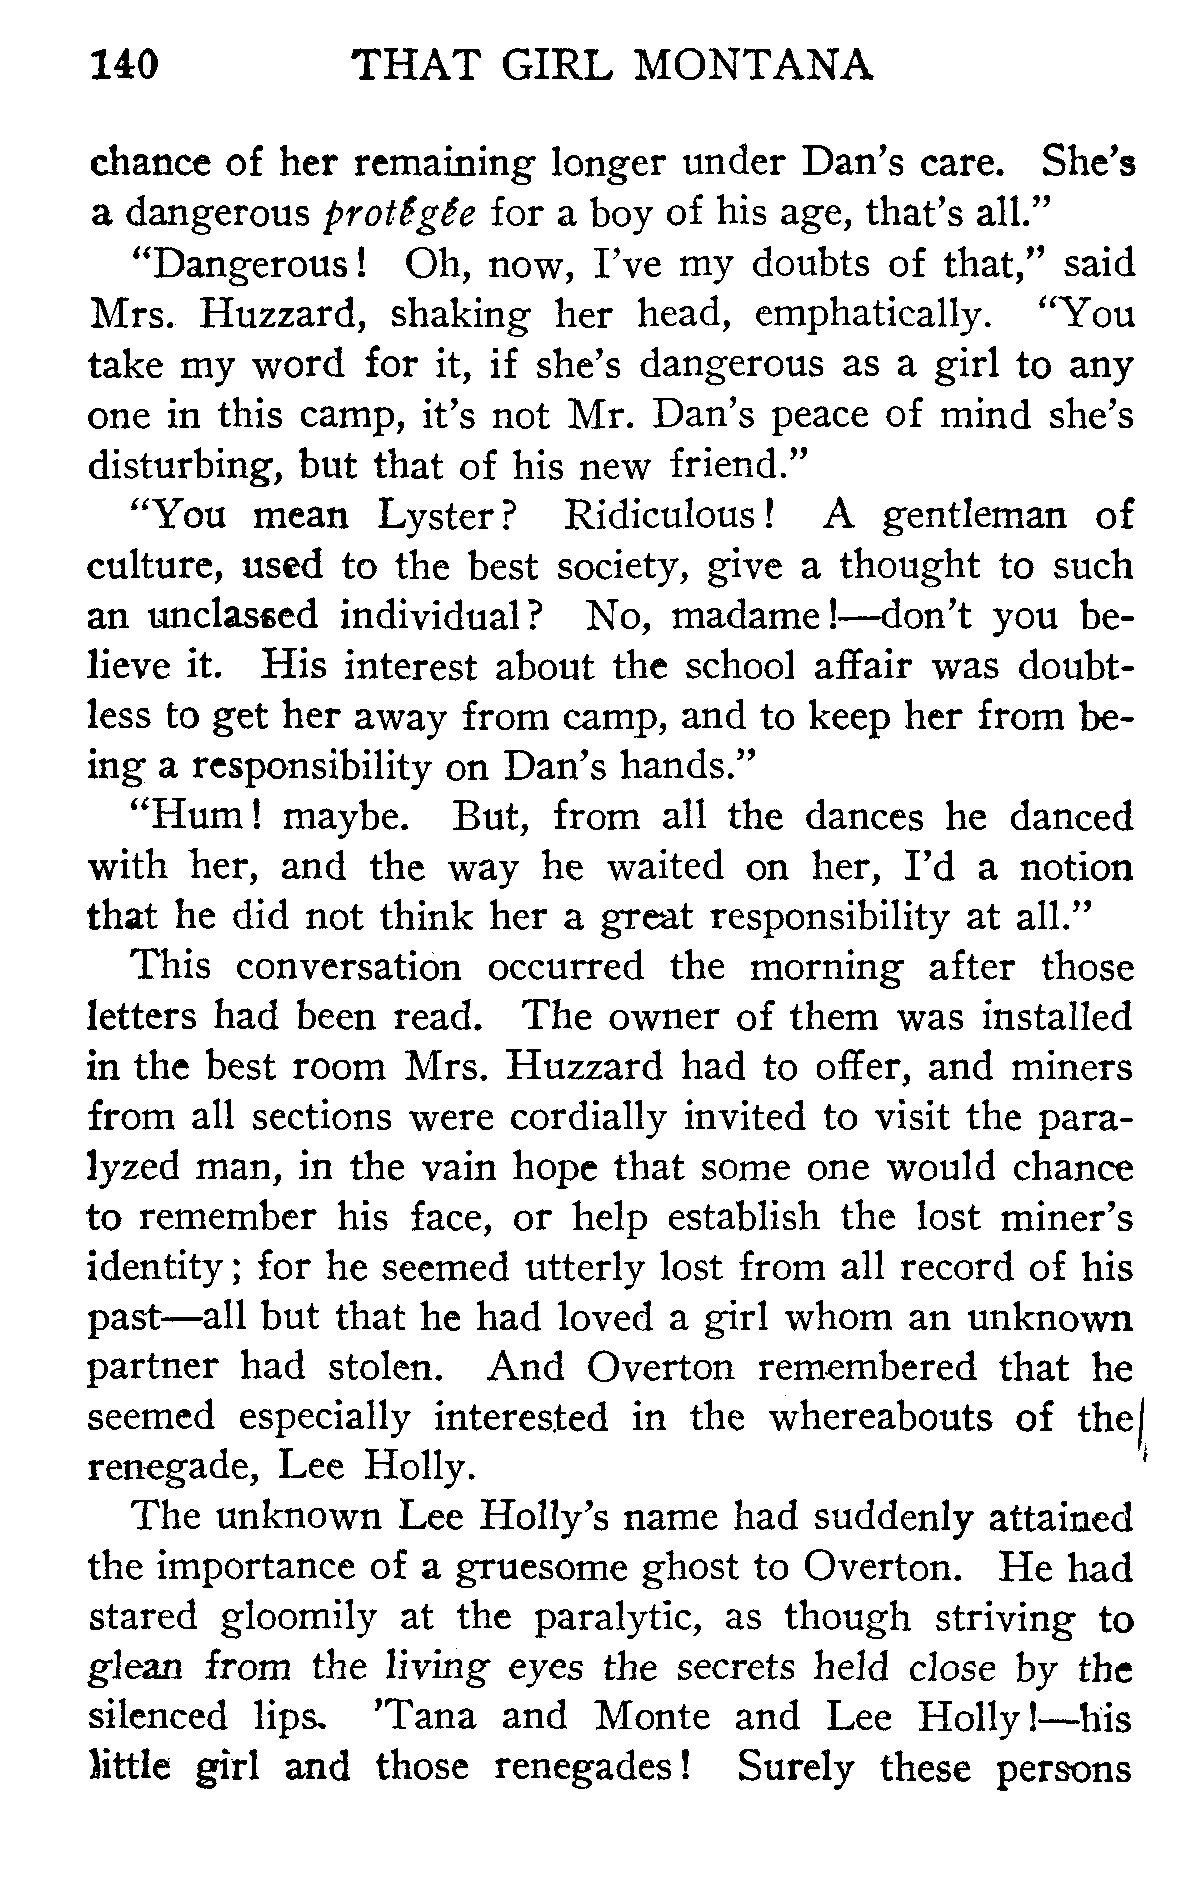 140 THAT GIRL MONTANA
chance of her remaining longer under Dan's care. She's
a dangerous protégée for a boy of his age, that's all."
"Dangerous! Oh, now, I've my doubts of that," said
Mrs. Huzzard, shaking her head, emphatically. "You
take my word for it, if she's dangerous as a girl to any
one in this camp, it's not Mr. Dan's peace of mind she's
disturbing, but that of his new friend."
"You mean Lyster? Ridiculous! A gentleman of
culture, used to the best society, give a thought to such
an unclassed individual? No, madame!—don't you be-
lieve it. His interest about the school affair was doubt-
less to get her away from camp, and to keep her from be-
ing a responsibility on Dan's hands."
"Hum! maybe. But, from all the dances he danced
with her, and the way he waited on her, I'd a notion
that he did not think her a great responsibility at all."
This conversation occurred the morning after those
letters had been read. The owner of them was installed
in the best room Mrs. Huzzard had to offer, and miners
from all sections were cordially invited to visit the para-
lyzed man, in the vain hope that some one would chance
to remember his face, or help establish the lost miner's
identity; for he seemed utterly lost from all record of his
past—all but that he had loved a girl whom an unknown
partner had stolen. And Overton remembered that he
seemed especially interested in the whereabouts of the
renegade, Lee Holly.
The unknown Lee Holly's name had suddenly attained
the importance of a gruesome ghost to Overton. He had
stared gloomily at the paralytic, as though striving to
glean from the living eyes the secrets held close by the
silenced lips. 'Tana and Monte and Lee Holly!—his
little girl and those renegades! Surely these persons